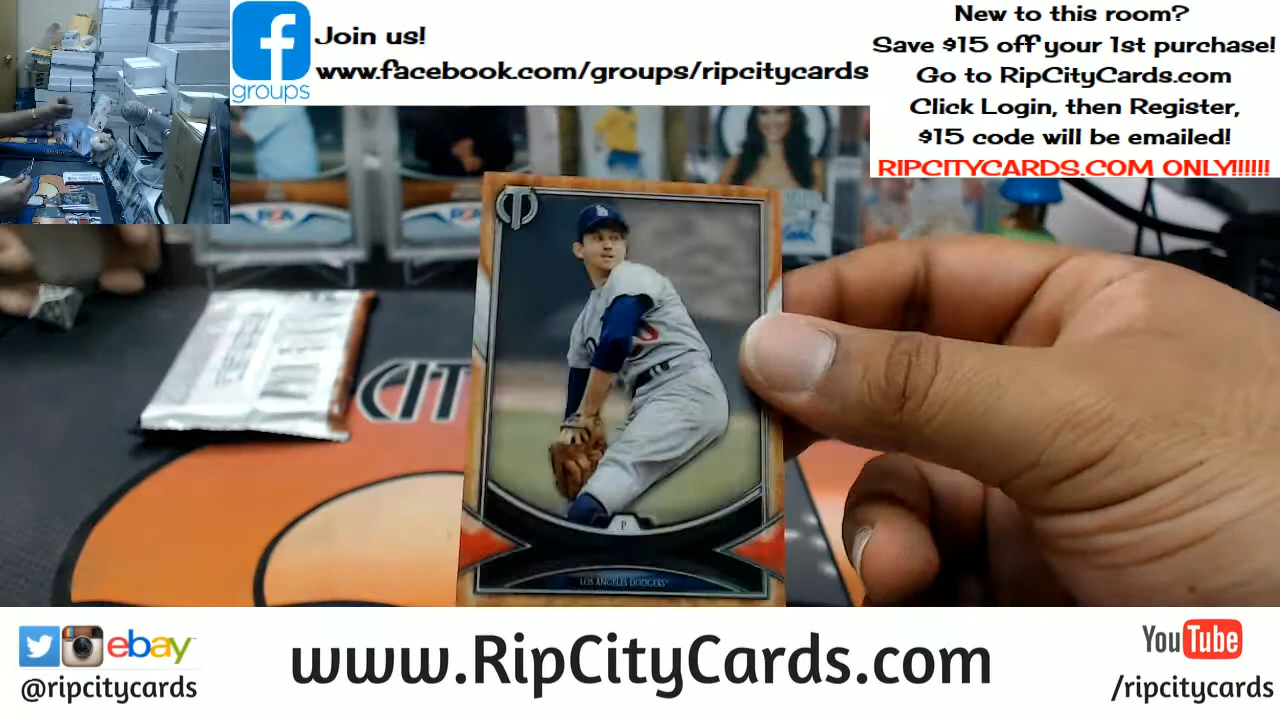 groups
Join us!
www.facebook.com/groups/ripcitycards
New to this room?
Save $15 off your 1st purchase!
Go to RipCityCards.com
Click Login, then Register,
$15 code will be emailed!
RIPCITYCARDS.COM ONLY!!!!!!
CIT
P
LOS ANGELES DODGERS
ebay
@ripcitycards
www.RipCityCards.com
YouTube
/ripcitycards